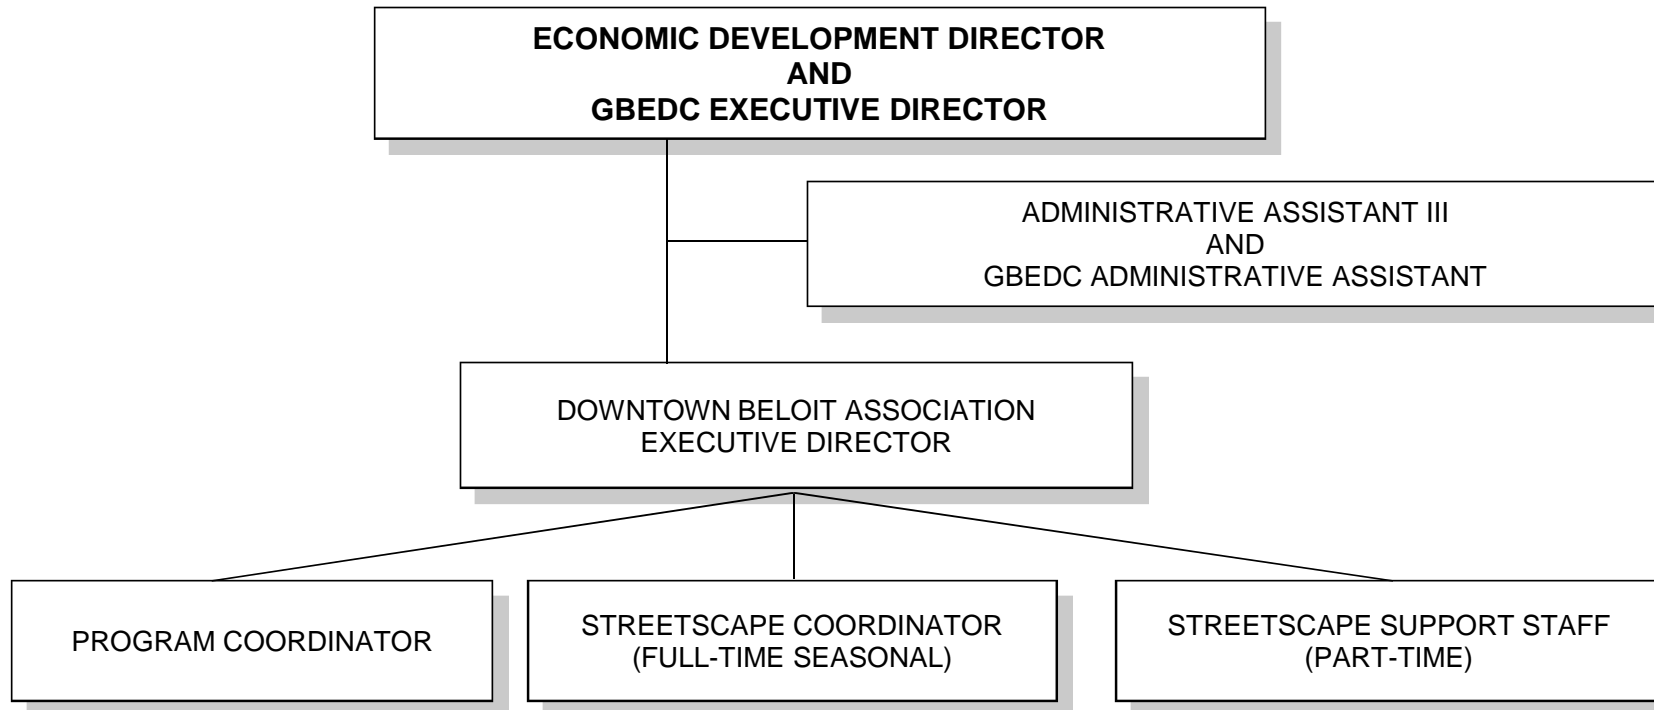 ECONOMIC DEVELOPMENT DIRECTOR
AND
GBEDC EXECUTIVE DIRECTOR
ADMINISTRATIVE ASSISTANT III
AND
GBEDC ADMINISTRATIVE ASSISTANT
DOWNTOWN BELOIT ASSOCIATION
EXECUTIVE DIRECTOR
PROGRAM COORDINATOR
STREETSCAPE COORDINATOR
(FULL-TIME SEASONAL)
STREETSCAPE SUPPORT STAFF
(PART-TIME)